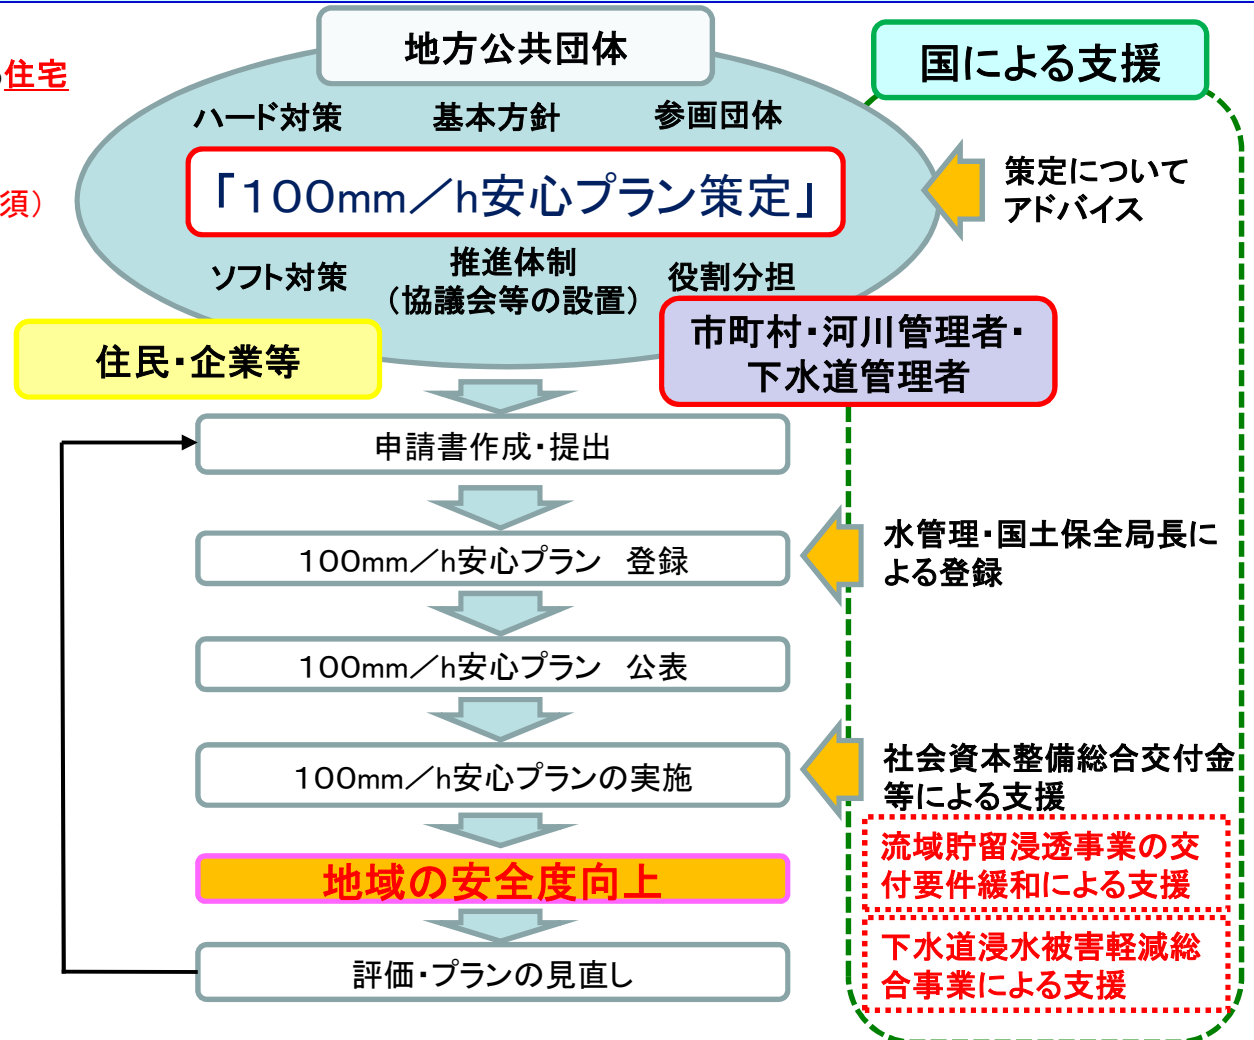 住宅
須）
地方公共団体
国による支援
ハード対策
基本方針
参画団体
「１００mm／h安心プラン策定」
策定について
アドバイス
ソフト対策
推進体制
（協議会等の設置）
役割分担
住民・企業等
市町村・河川管理者・
下水道管理者
申請書作成・提出
１００mm／h安心プラン　登録
水管理・国土保全局長に
よる登録
１００mm／h安心プラン　公表
１００mm／h安心プランの実施
社会資本整備総合交付金
等による支援
流域貯留浸透事業の交
付要件緩和による支援
地域の安全度向上
下水道浸水被害軽減総
合事業による支援
評価・プランの見直し